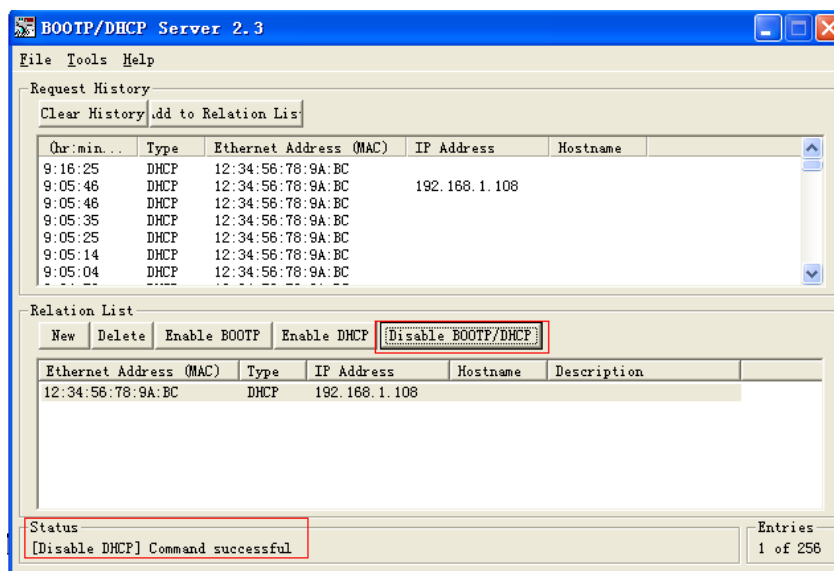 BOOTP/DHCP Server 2.3
File Tools Help
Request History
Clear History .dd to Relation Lis
(hr:min... Type Ethernet Address (MAC) IP Address Hostname
9:16:25 DHCP 12:34:56:78:9A:BC
9:05:46 DHCP 12:34:56:78:9A:BC 192.168.1.108
9:05:46 DHCP 12:34:56:78:9A:BC
9:05:35 DHCP 12:34:56:78:9A:BC
9:05:25 DHCP 12:34:56:78:9A:BC
9:05:14 DHCP 12:34:56:78:9A:BC
9:05:04 DHCP 12:34:56:78:9A:BC
Relation List
New Delete Enable BOOTP Enable DHCP Disable BOOTP/DHCP
Ethernet Address (MAC) Type IP Address Hostname Description
12:34:56:78:9A:BC DHCP 192.168.1.108
Status
[Disable DHCP] Command successful
Entries
1 of 256